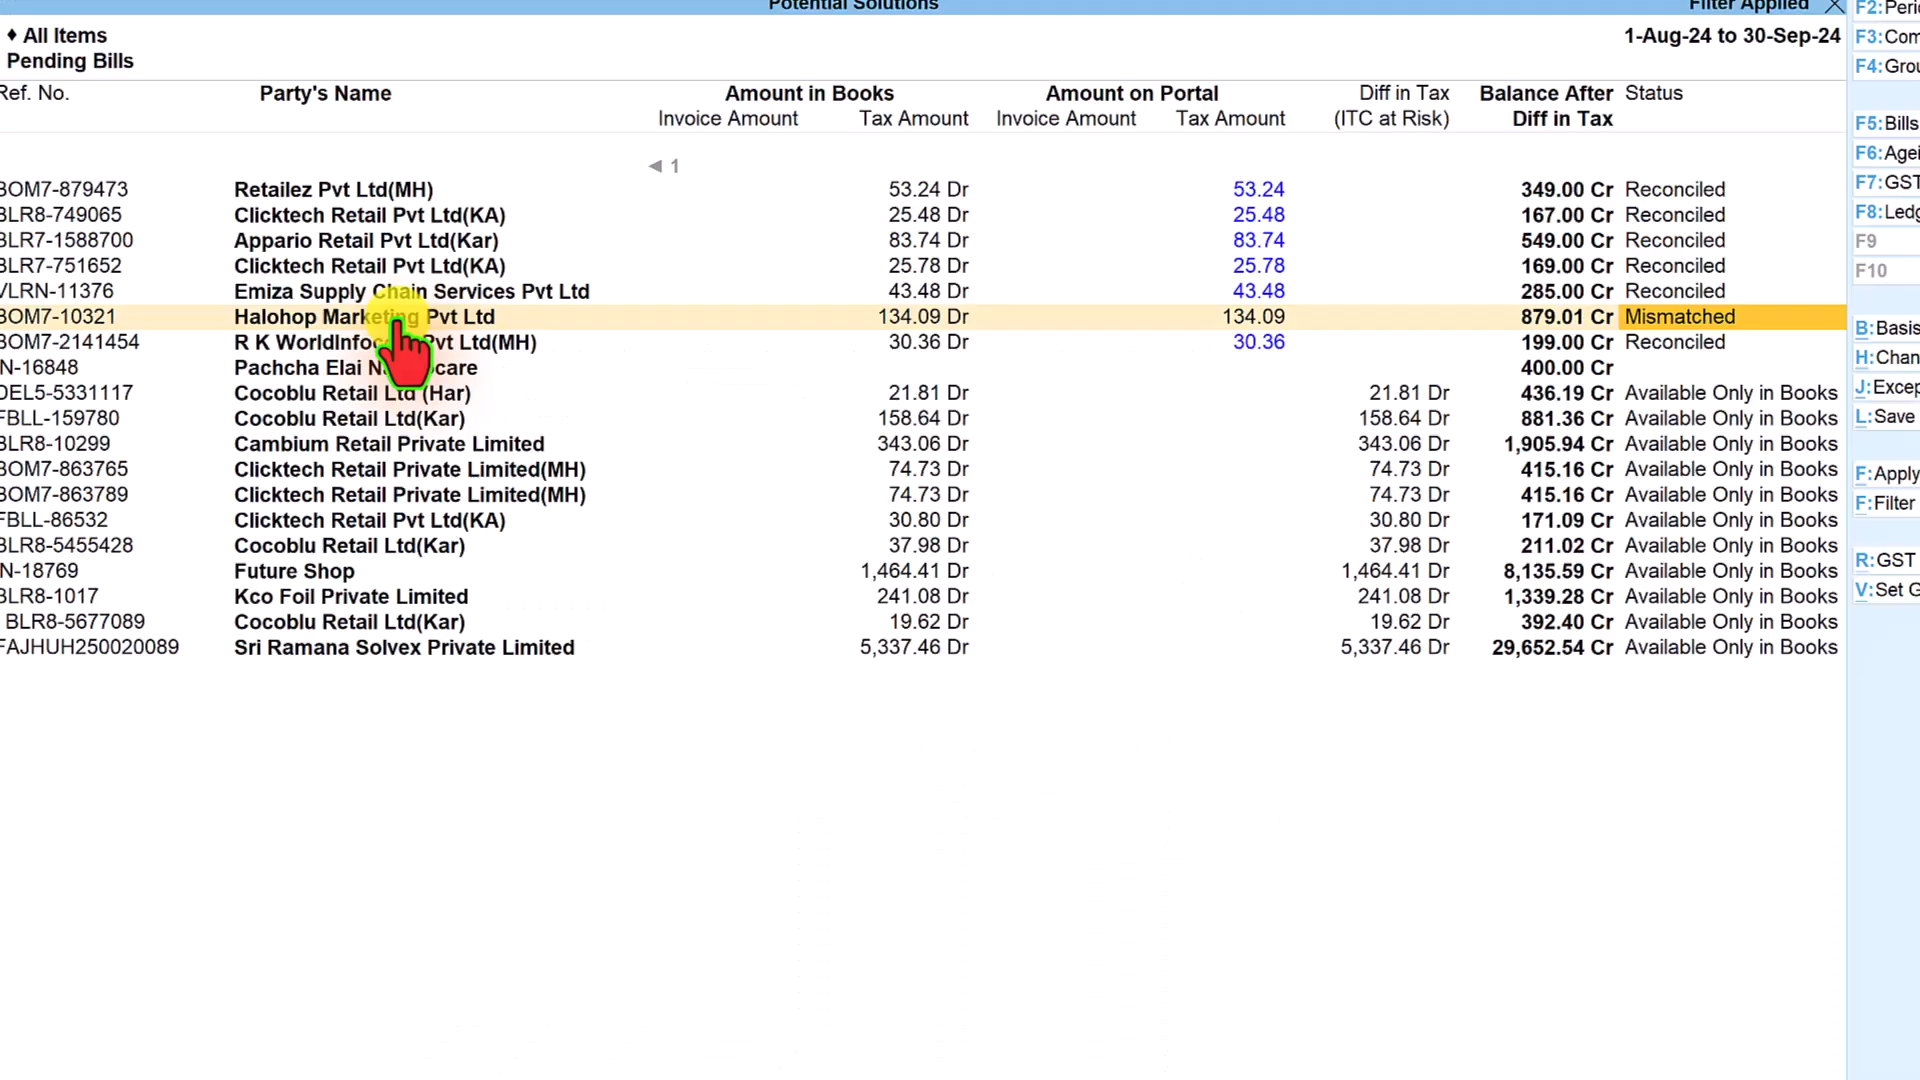 Potential Solutions Filter Applied
♦ All Items 1-Aug-24 to 30-Sep-24
Pending Bills
Ref. No. Party's Name Amount in Books Amount on Portal Diff in Tax Balance After Status
Invoice Amount Tax Amount Invoice Amount Tax Amount (ITC at Risk) Diff in Tax
◄ 1
BOM7-879473 Retailez Pvt Ltd(MH) 53.24 Dr 53.24 349.00 Cr Reconciled
BLR8-749065 Clicktech Retail Pvt Ltd(KA) 25.48 Dr 25.48 167.00 Cr Reconciled
BLR7-1588700 Appario Retail Pvt Ltd(Kar) 83.74 Dr 83.74 549.00 Cr Reconciled
BLR7-751652 Clicktech Retail Pvt Ltd(KA) 25.78 Dr 25.78 169.00 Cr Reconciled
VLRN-11376 Emiza Supply Chain Services Pvt Ltd 43.48 Dr 43.48 285.00 Cr Reconciled
BOM7-10321 Halohop Marketing Pvt Ltd 134.09 Dr 134.09 879.01 Cr Mismatched
BOM7-2141454 R K WorldInfoco Pvt Ltd(MH) 30.36 Dr 30.36 199.00 Cr Reconciled
IN-16848 Pachcha Elai care 400.00 Cr
DEL5-5331117 Cocoblu Retail Ltd (Har) 21.81 Dr 21.81 Dr 436.19 Cr Available Only in Books
FBLL-159780 Cocoblu Retail Ltd(Kar) 158.64 Dr 158.64 Dr 881.36 Cr Available Only in Books
BLR8-10299 Cambium Retail Private Limited 343.06 Dr 343.06 Dr 1,905.94 Cr Available Only in Books
BOM7-863765 Clicktech Retail Private Limited(MH) 74.73 Dr 74.73 Dr 415.16 Cr Available Only in Books
BOM7-863789 Clicktech Retail Private Limited(MH) 74.73 Dr 74.73 Dr 415.16 Cr Available Only in Books
FBLL-86532 Clicktech Retail Pvt Ltd(KA) 30.80 Dr 30.80 Dr 171.09 Cr Available Only in Books
BLR8-5455428 Cocoblu Retail Ltd(Kar) 37.98 Dr 37.98 Dr 211.02 Cr Available Only in Books
IN-18769 Future Shop 1,464.41 Dr 1,464.41 Dr 8,135.59 Cr Available Only in Books
BLR8-1017 Kco Foil Private Limited 241.08 Dr 241.08 Dr 1,339.28 Cr Available Only in Books
BLR8-5677089 Cocoblu Retail Ltd(Kar) 19.62 Dr 19.62 Dr 392.40 Cr Available Only in Books
FAJHUH250020089 Sri Ramana Solvex Private Limited 5,337.46 Dr 5,337.46 Dr 29,652.54 Cr Available Only in Books
F2:Peri
F3:Com
F4:Grou
F5:Bills
F6:Agei
F7:GST
F8:Ledg
F9
F10
B:Basis
H:Chan
J:Excep
L:Save
F:Apply
F:Filter
R:GST
V:Set G